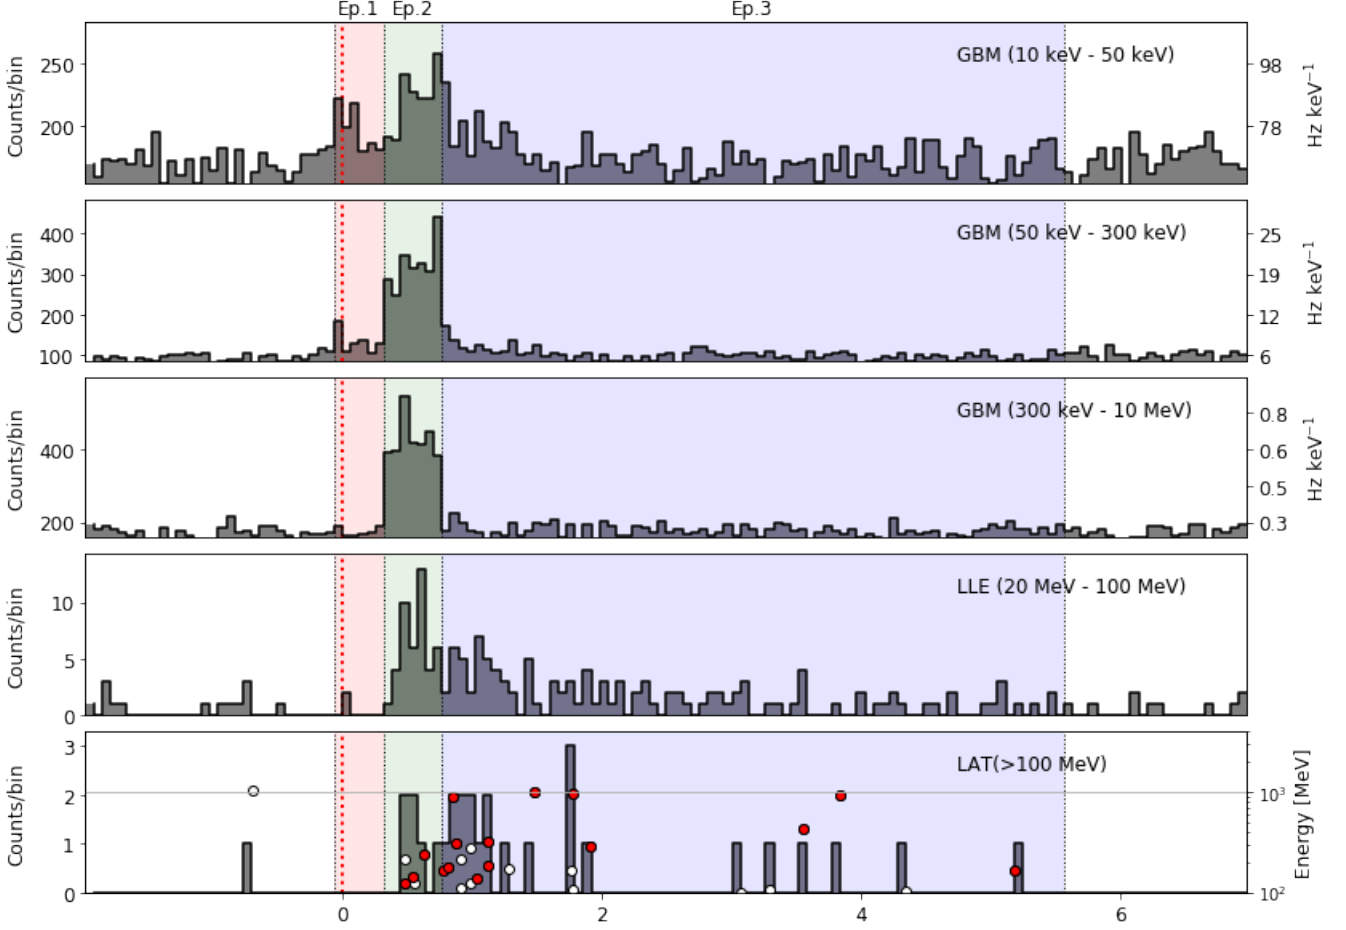 Ep.1 Ep.2 Ep.3
GBM (10 keV - 50 keV)
Counts/bin
250
200
98
78
Hz keV⁻¹
GBM (50 keV - 300 keV)
Counts/bin
400
300
200
100
25
19
12
6
Hz keV⁻¹
GBM (300 keV - 10 MeV)
Counts/bin
400
200
0.8
0.6
0.5
0.3
Hz keV⁻¹
LLE (20 MeV - 100 MeV)
Counts/bin
10
5
0
LAT(>100 MeV)
Counts/bin
3
2
1
0
10³
10²
Energy [MeV]
0 2 4 6